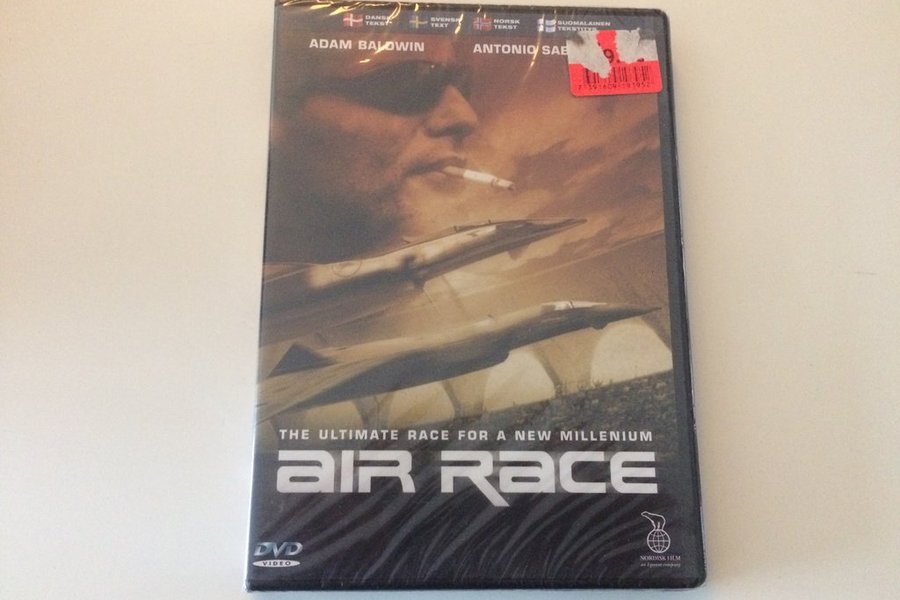 DANSK TEKST
SVENSK TEXT
NORSK TEKST
SUOMALAINEN
ADAM BALDWIN
ANTONIO
THE ULTIMATE RACE FOR A NEW MILLENIUM
AIR RACE
DVD
VIDEO
NORDISK FILM